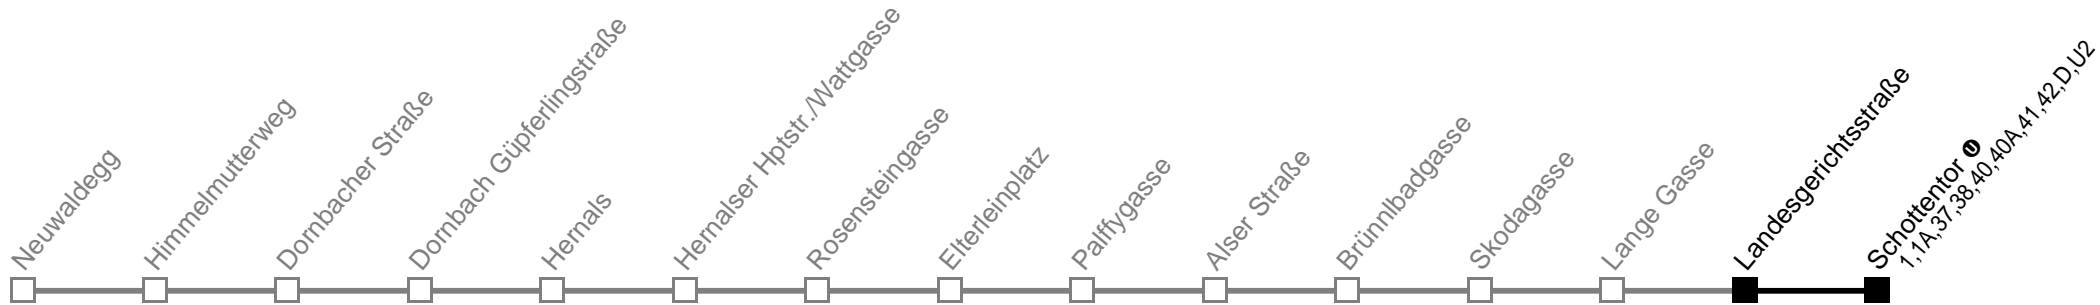 Neuwaldegg
Himmelmutterweg
Dornbacher Straße
Dornbach Güpferlingstraße
Hernals
Hernalser Hptstr./Wattgasse
Rosensteingasse
Elterleinplatz
Palffygasse
Alser Straße
Brünnlbadgasse
Skodagasse
Lange Gasse
Landesgerichtsstraße
Schottentor U
1,1A,37,38,40,40A,41,42,D,U2